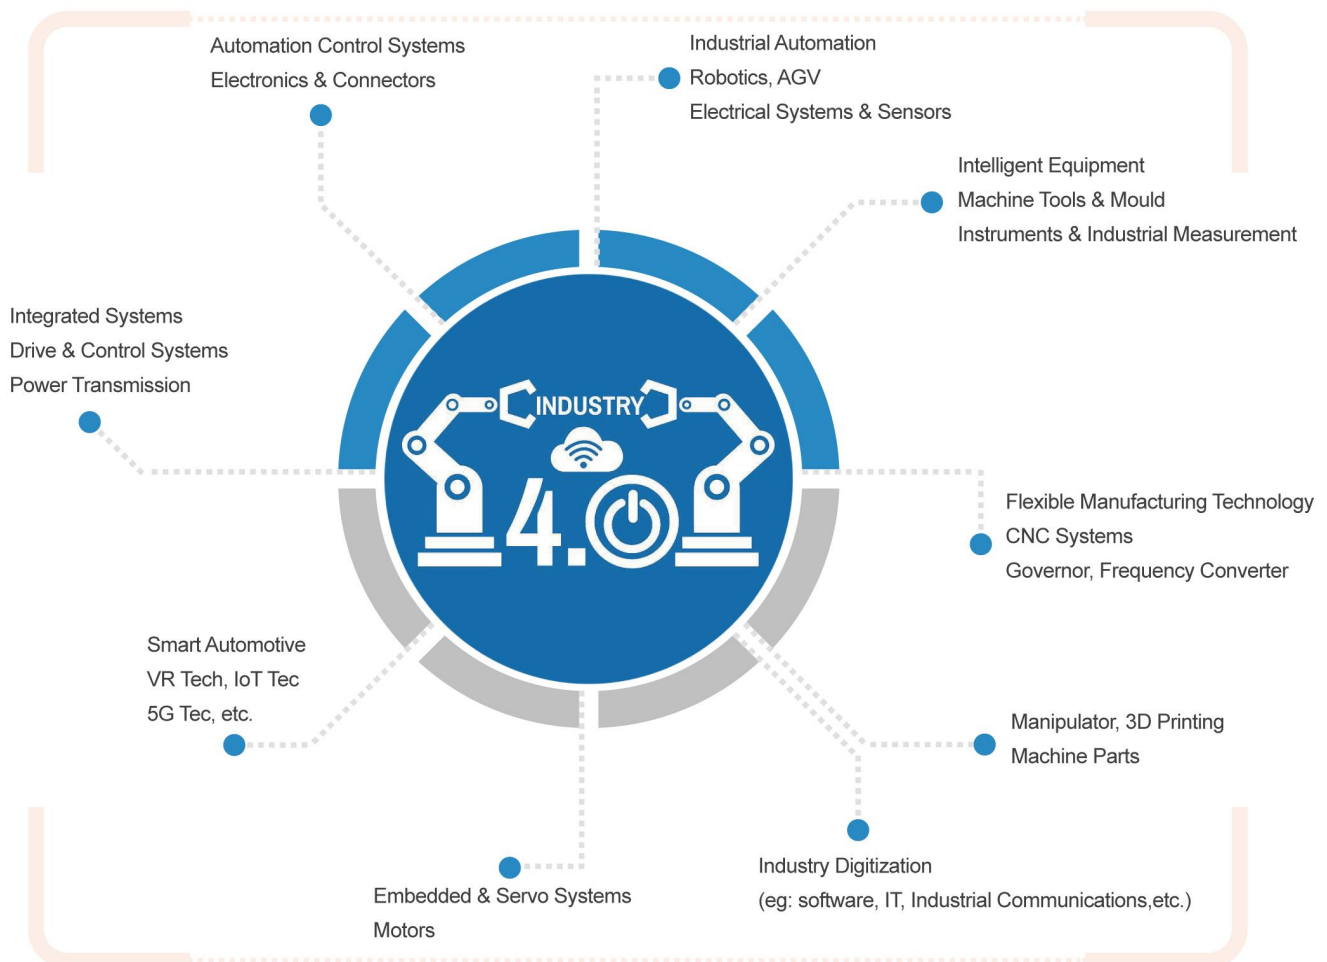 Automation Control Systems
Electronics & Connectors
Industrial Automation
Robotics, AGV
Electrical Systems & Sensors
Intelligent Equipment
Machine Tools & Mould
Instruments & Industrial Measurement
Integrated Systems
Drive & Control Systems
Power Transmission
INDUSTRY
4.0
Flexible Manufacturing Technology
CNC Systems
Governor, Frequency Converter
Smart Automotive
VR Tech, IoT Tec
5G Tec, etc.
Manipulator, 3D Printing
Machine Parts
Industry Digitization
(eg: software, IT, Industrial Communications,etc.)
Embedded & Servo Systems
Motors